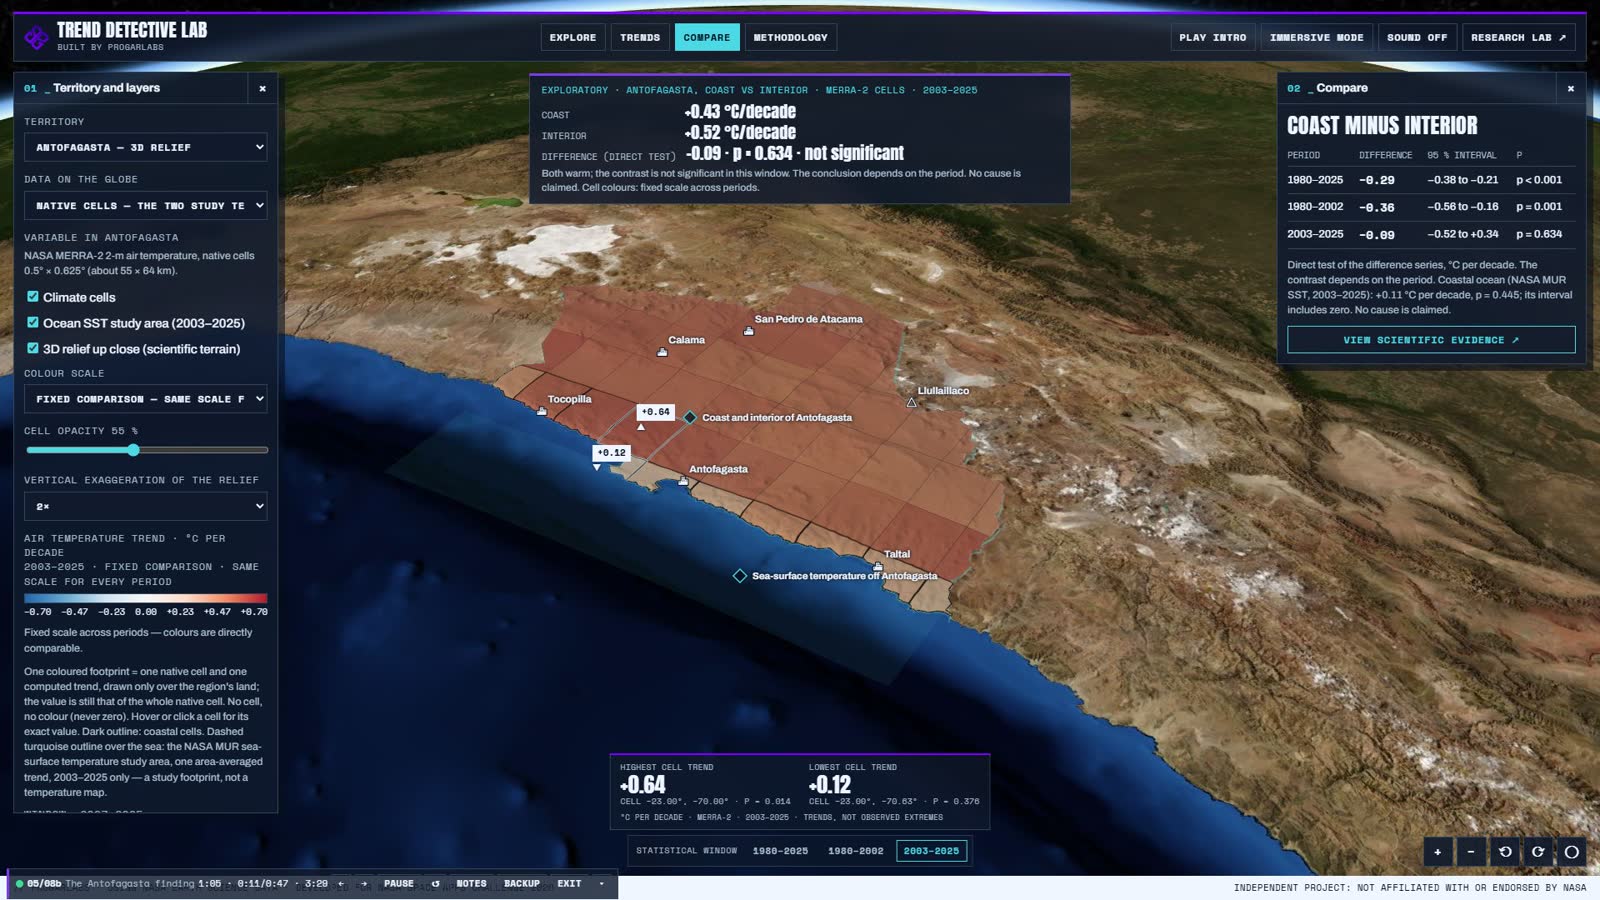 TREND DETECTIVE LAB
BUILT BY PROGARLABS
EXPLORE
TRENDS
COMPARE
METHODOLOGY
PLAY INTRO
IMMERSIVE MODE
SOUND OFF
RESEARCH LAB ↗
01 _ Territory and layers ×
TERRITORY
ANTOFAGASTA — 3D RELIEF
DATA ON THE GLOBE
NATIVE CELLS — THE TWO STUDY TE
VARIABLE IN ANTOFAGASTA
NASA MERRA-2 2-m air temperature, native cells
0.5° × 0.625° (about 55 × 64 km).
Climate cells
Ocean SST study area (2003–2025)
3D relief up close (scientific terrain)
COLOUR SCALE
FIXED COMPARISON — SAME SCALE F
CELL OPACITY 55 %
VERTICAL EXAGGERATION OF THE RELIEF
2×
AIR TEMPERATURE TREND · °C PER
DECADE
2003–2025 · FIXED COMPARISON · SAME
SCALE FOR EVERY PERIOD
−0.70 −0.47 −0.23 0.00 +0.23 +0.47 +0.70
Fixed scale across periods — colours are directly
comparable.
One coloured footprint = one native cell and one
computed trend, drawn only over the region's land;
the value is still that of the whole native cell. No cell,
no colour (never zero). Hover or click a cell for its
exact value. Dark outline: coastal cells. Dashed
turquoise outline over the sea: the NASA MUR sea-
surface temperature study area, one area-averaged
trend, 2003–2025 only — a study footprint, not a
temperature map.
EXPLORATORY · ANTOFAGASTA, COAST VS INTERIOR · MERRA-2 CELLS · 2003–2025
COAST +0.43 °C/decade
INTERIOR +0.52 °C/decade
DIFFERENCE (DIRECT TEST) -0.09 · p = 0.634 · not significant
Both warm; the contrast is not significant in this window. The conclusion depends on the period. No cause is
claimed. Cell colours: fixed scale across periods.
San Pedro de Atacama
Calama
Llullaillaco
Tocopilla
+0.64
Coast and interior of Antofagasta
+0.12
Antofagasta
Taltal
Sea-surface temperature off Antofagasta
02 _ Compare ×
COAST MINUS INTERIOR
PERIOD DIFFERENCE 95 % INTERVAL P
1980–2025 −0.29 −0.38 to −0.21 p < 0.001
1980–2002 −0.36 −0.56 to −0.16 p = 0.001
2003–2025 −0.09 −0.52 to +0.34 p = 0.634
Direct test of the difference series, °C per decade. The
contrast depends on the period. Coastal ocean (NASA MUR
SST, 2003–2025): +0.11 °C per decade, p = 0.445; its interval
includes zero. No cause is claimed.
VIEW SCIENTIFIC EVIDENCE ↗
HIGHEST CELL TREND LOWEST CELL TREND
+0.64 +0.12
CELL −23.00°, −70.00° · P = 0.014 CELL −23.00°, −70.63° · P = 0.376
°C PER DECADE · MERRA-2 · 2003–2025 · TRENDS, NOT OBSERVED EXTREMES
STATISTICAL WINDOW 1980–2025 1980–2002 2003–2025
+ −
05/08b The Antofagasta finding 1:05 · 0:11/0:47 · 3:29 ← → PAUSE ↺ NOTES BACKUP EXIT
INDEPENDENT PROJECT: NOT AFFILIATED WITH OR ENDORSED BY NASA